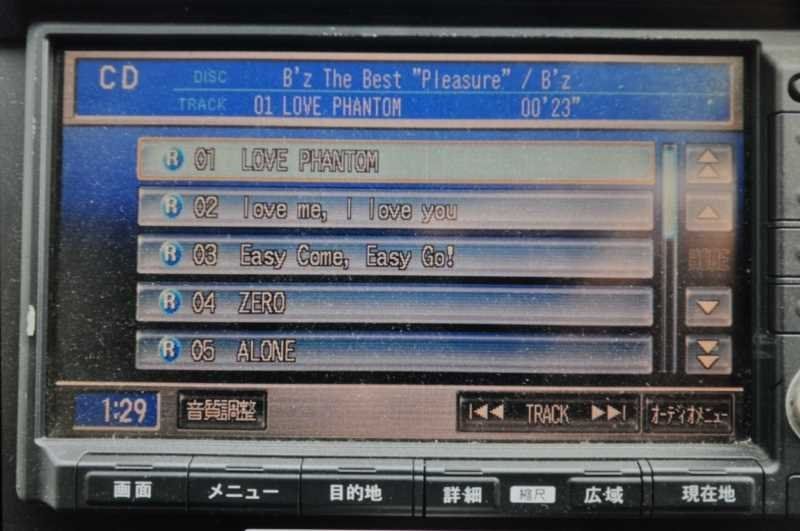 CD
DISC B'z The Best "Pleasure" / B'z
TRACK 01 LOVE PHANTOM 00'23"
R 01 LOVE PHANTOM
R 02 love me, I love you
R 03 Easy Come, Easy Go!
R 04 ZERO
R 05 ALONE
1:29 音質調整 TRACK オーディオメニュー
画面 メニュー 目的地 詳細 縮尺 広域 現在地